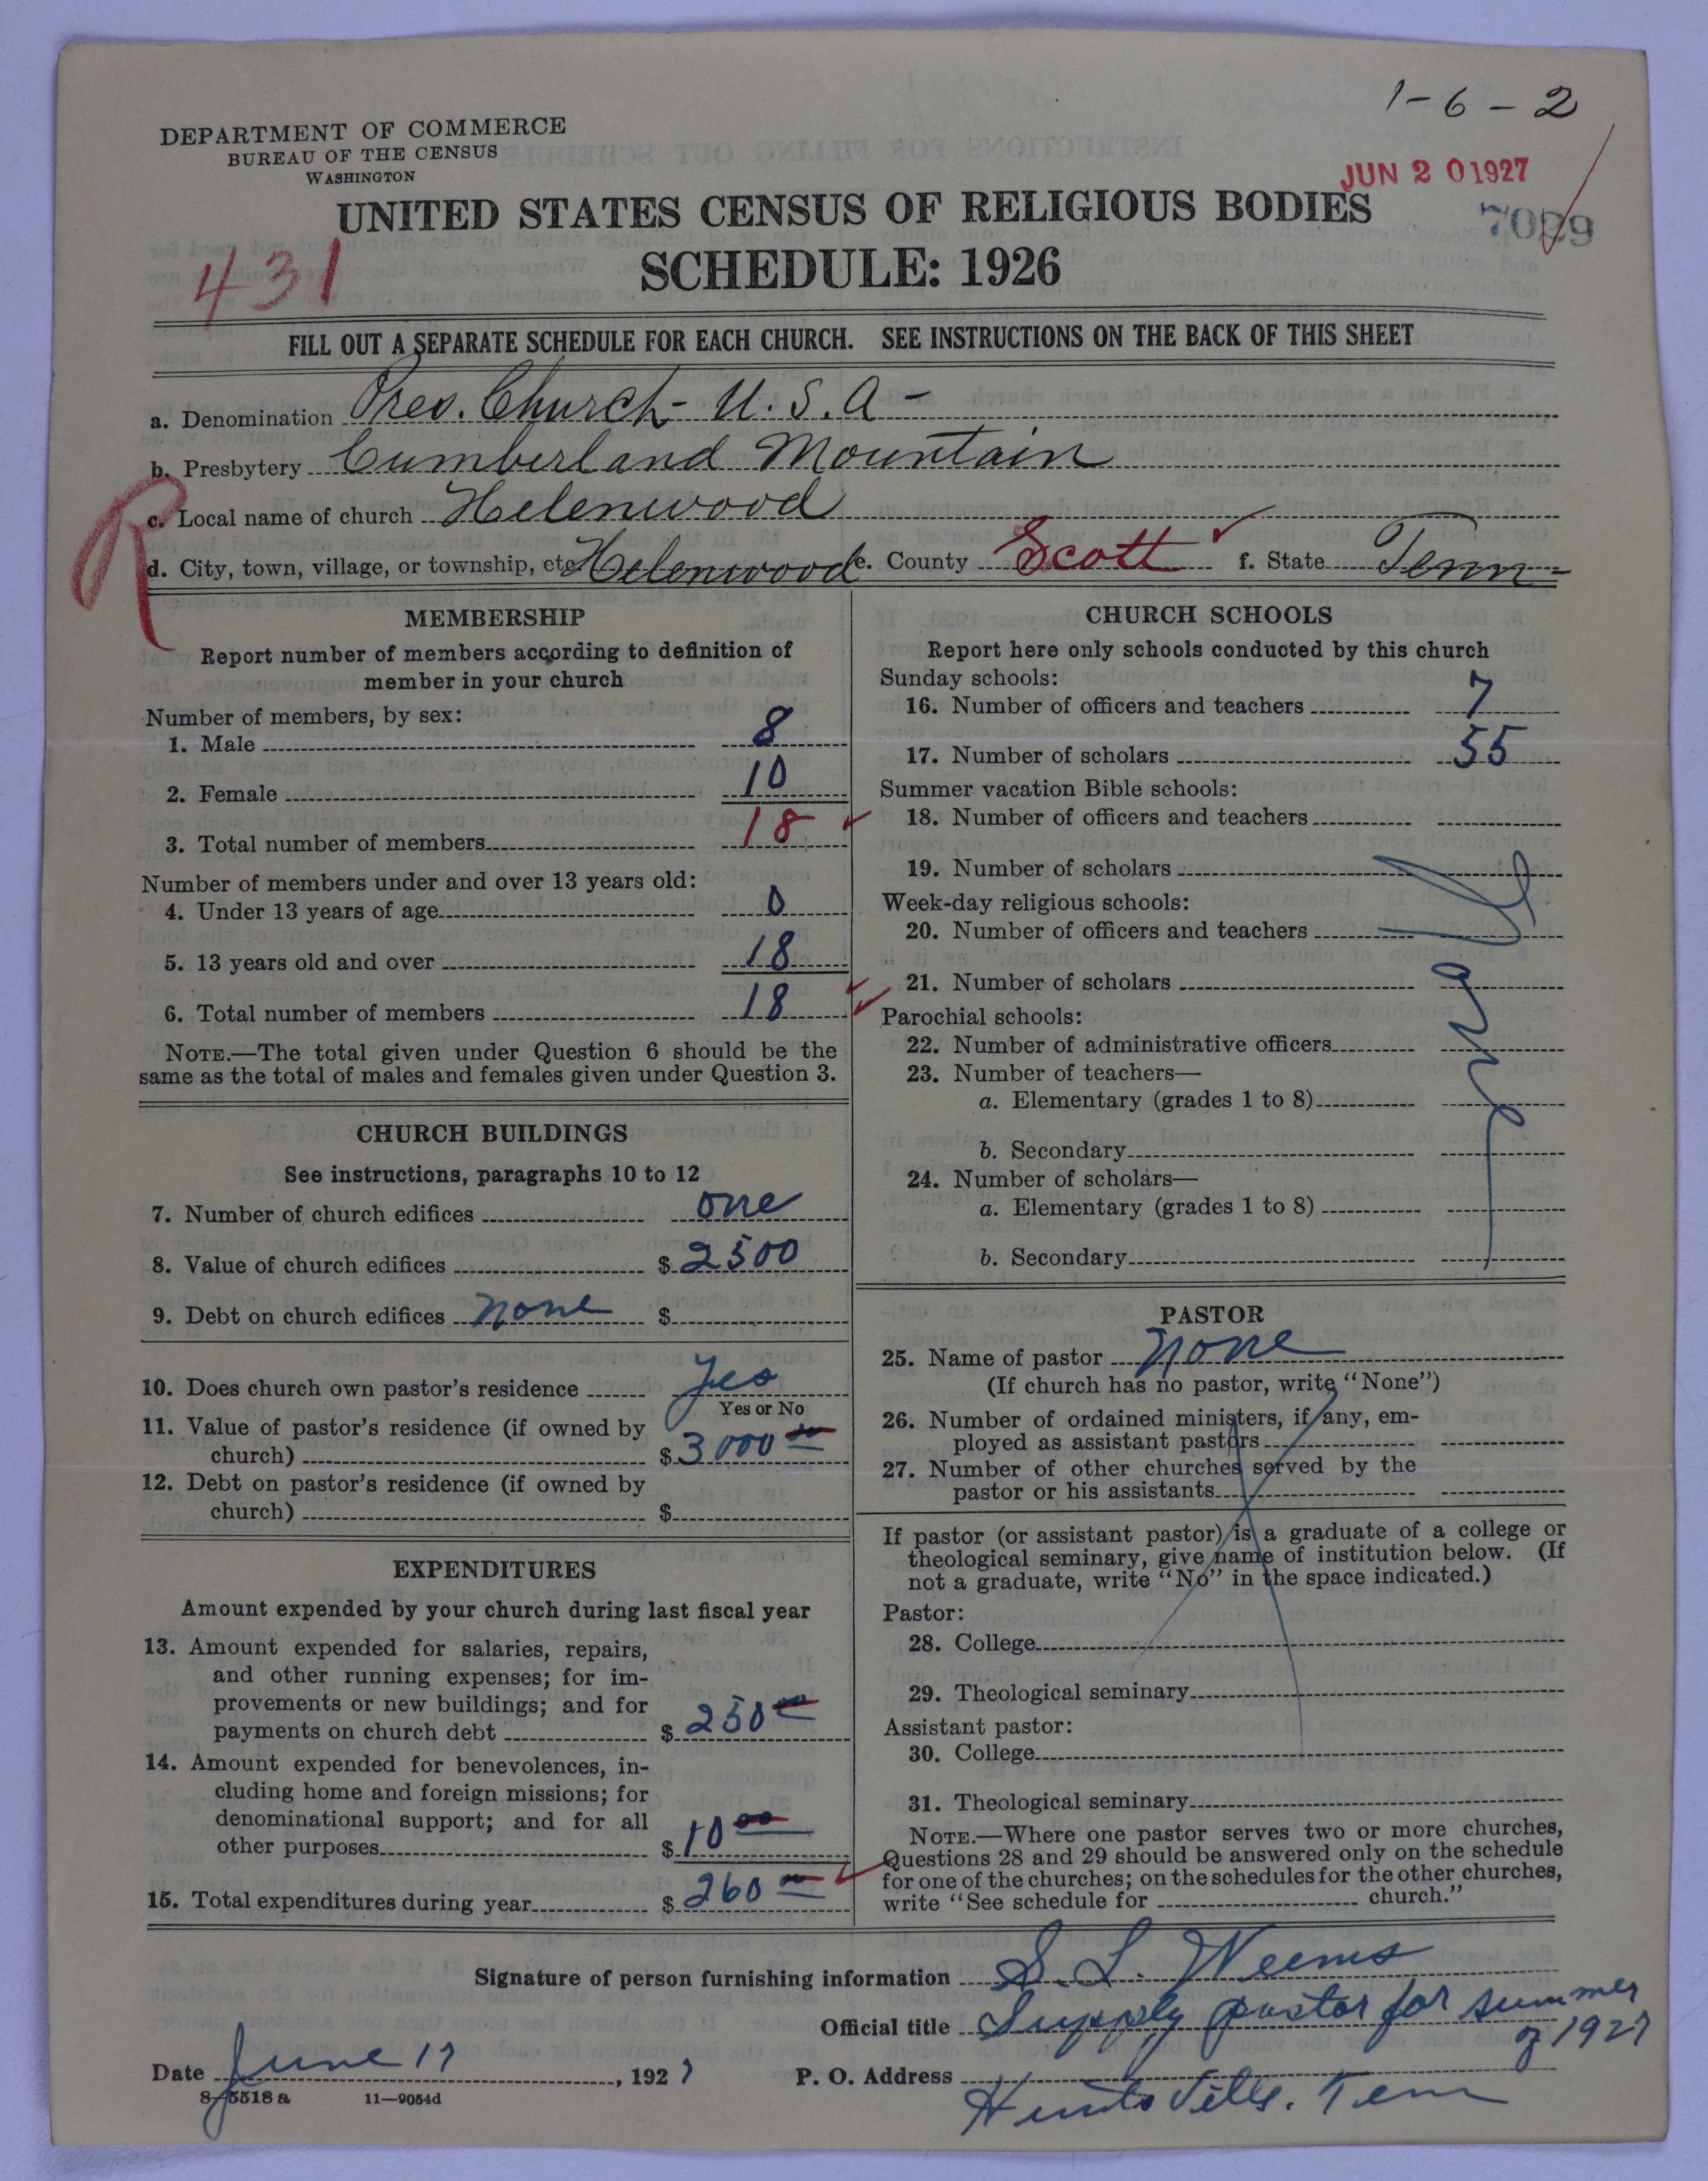 1-6-2
DEPARTMENT OF COMMERCE
BUREAU OF THE CENSUS
WASHINGTON
JUN 20 1927
UNITED STATES CENSUS OF RELIGIOUS BODIES
7029
431
SCHEDULE: 1926
FILL OUT A SEPARATE SCHEDULE FOR EACH CHURCH. SEE INSTRUCTIONS ON THE BACK OF THIS SHEET
a. Denomination Pres. Church - U.S.A -
b. Presbytery Cumberland Mountain
R
c. Local name of church Helenwood
d. City, town, village, or township, etc. Helenwood e. County Scott f. State Tenn
MEMBERSHIP
Report number of members according to definition of
member in your church
Number of members, by sex:
1. Male 8
2. Female 10
3. Total number of members 18
Number of members under and over 13 years old:
4. Under 13 years of age 0
5. 13 years old and over 18
6. Total number of members 18
NOTE.—The total given under Question 6 should be the
same as the total of males and females given under Question 3.
CHURCH BUILDINGS
See instructions, paragraphs 10 to 12
7. Number of church edifices one
8. Value of church edifices $ 2500
9. Debt on church edifices none $
10. Does church own pastor's residence Yes
Yes or No
11. Value of pastor's residence (if owned by
church) $ 3000 00
12. Debt on pastor's residence (if owned by
church) $
EXPENDITURES
Amount expended by your church during last fiscal year
13. Amount expended for salaries, repairs,
and other running expenses; for im-
provements or new buildings; and for
payments on church debt $ 250 00
14. Amount expended for benevolences, in-
cluding home and foreign missions; for
denominational support; and for all
other purposes $ 10 00
15. Total expenditures during year $ 260 00
CHURCH SCHOOLS
Report here only schools conducted by this church
Sunday schools:
16. Number of officers and teachers 7
17. Number of scholars 55
Summer vacation Bible schools:
18. Number of officers and teachers
19. Number of scholars
Week-day religious schools:
20. Number of officers and teachers
21. Number of scholars
Parochial schools:
22. Number of administrative officers
23. Number of teachers—
a. Elementary (grades 1 to 8)
b. Secondary
24. Number of scholars—
a. Elementary (grades 1 to 8)
b. Secondary
PASTOR
25. Name of pastor none
(If church has no pastor, write "None")
26. Number of ordained ministers, if any, em-
ployed as assistant pastors
27. Number of other churches served by the
pastor or his assistants
If pastor (or assistant pastor) is a graduate of a college or
theological seminary, give name of institution below. (If
not a graduate, write "No" in the space indicated.)
Pastor:
28. College
29. Theological seminary
Assistant pastor:
30. College
31. Theological seminary
NOTE.—Where one pastor serves two or more churches,
Questions 28 and 29 should be answered only on the schedule
for one of the churches; on the schedules for the other churches,
write "See schedule for church."
Signature of person furnishing information S. L. Weems
Official title Supply pastor for summer
of 1927
Date June 17, 1927 P. O. Address
Huntsville. Tenn
8-5518 a 11-9054d